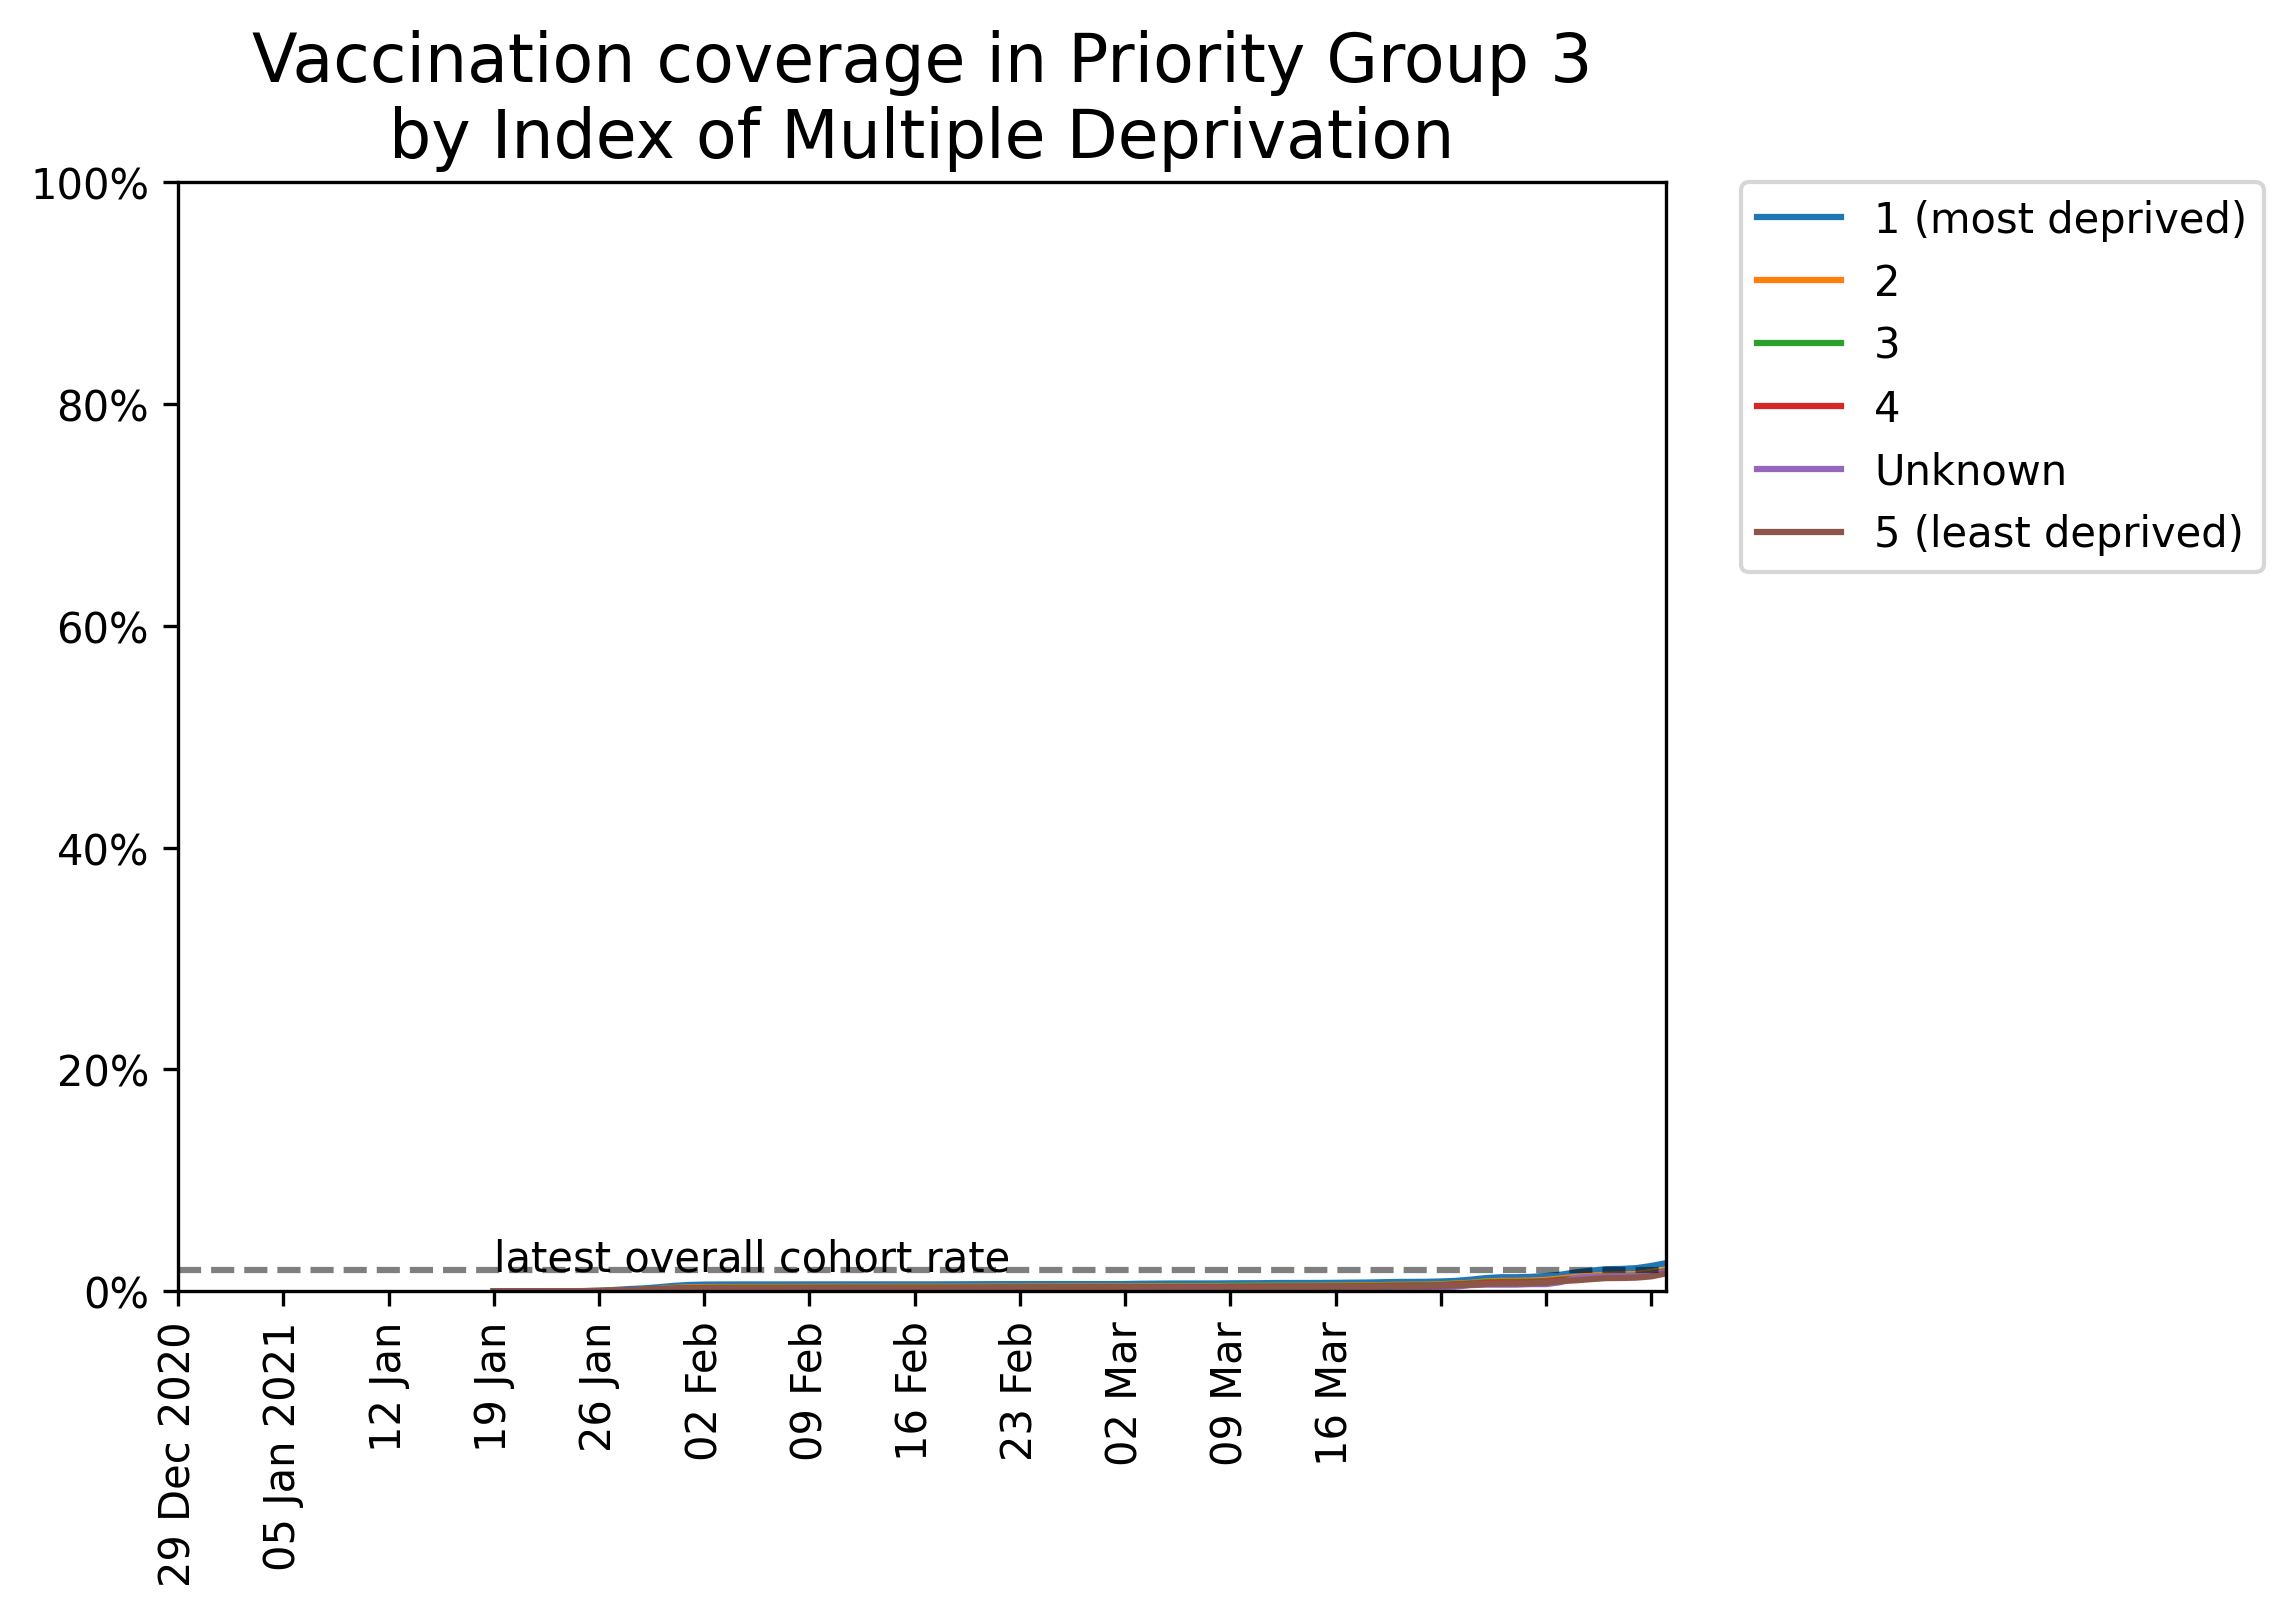 Vaccination coverage in Priority Group 3
by Index of Multiple Deprivation
100%
80%
60%
40%
20%
0%
latest overall cohort rate
29 Dec 2020
05 Jan 2021
12 Jan
19 Jan
26 Jan
02 Feb
09 Feb
16 Feb
23 Feb
02 Mar
09 Mar
16 Mar
1 (most deprived)
2
3
4
Unknown
5 (least deprived)